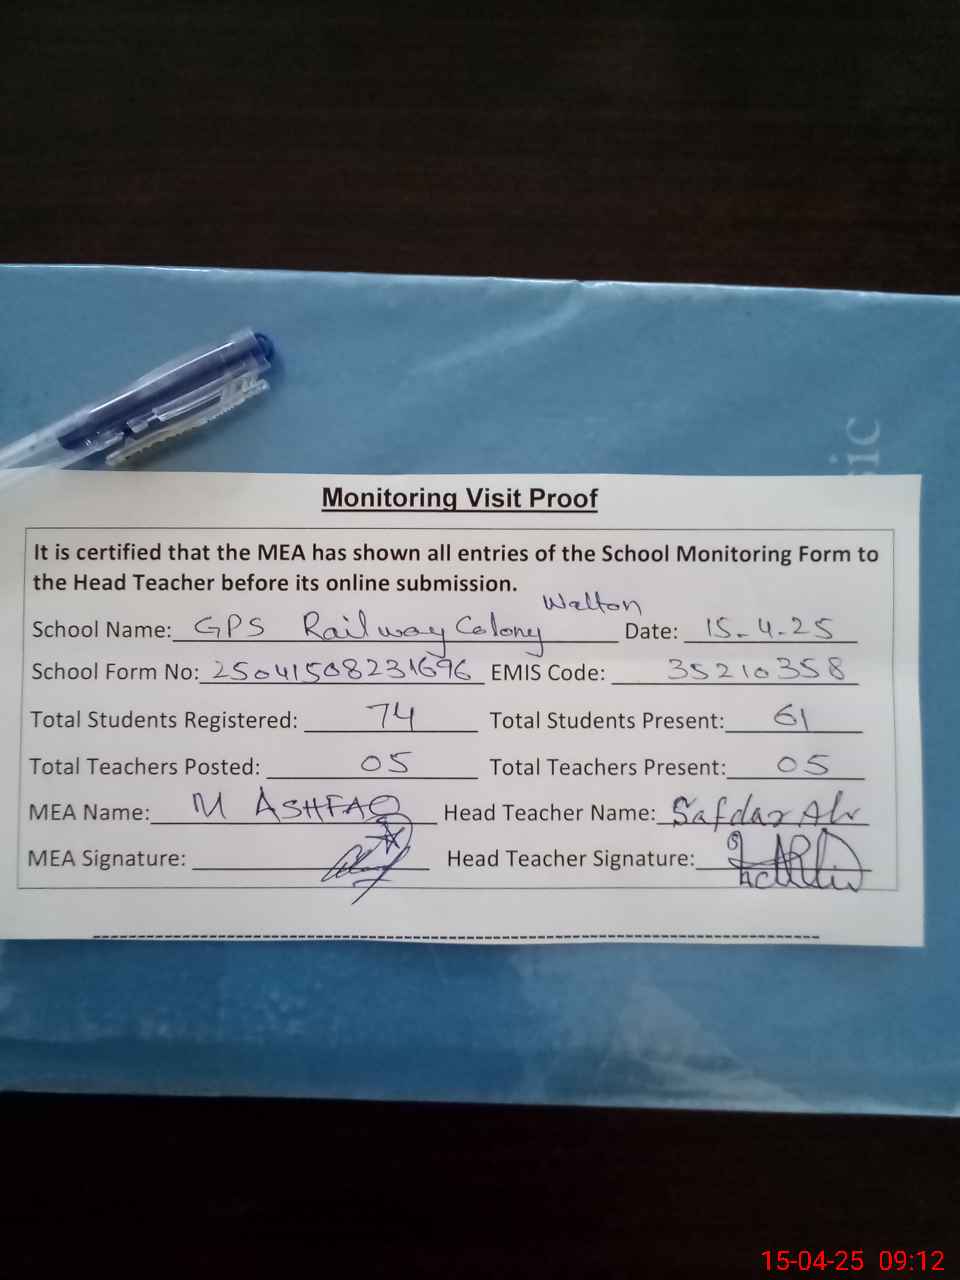 ic
Monitoring Visit Proof
It is certified that the MEA has shown all entries of the School Monitoring Form to
the Head Teacher before its online submission.
School Name: GPS Railway Colony Walton Date: 15-4-25
School Form No: 25041508231696 EMIS Code: 35210358
Total Students Registered: 74 Total Students Present: 61
Total Teachers Posted: 05 Total Teachers Present: 05
MEA Name: M ASHFAQ Head Teacher Name: Safdar Ali
MEA Signature: Head Teacher Signature:
15-04-25 09:12